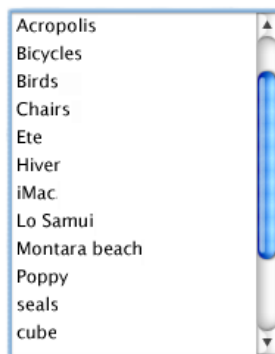 Acropolis
Bicycles
Birds
Chairs
Ete
Hiver
iMac
Lo Samui
Montara beach
Poppy
seals
cube